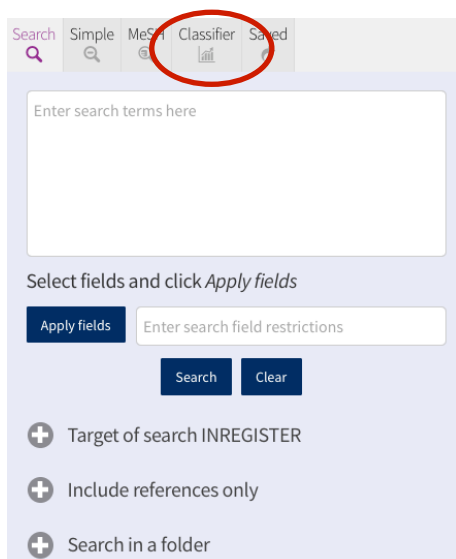 Search Simple MeSH Classifier Saved
Enter search terms here
Select fields and click Apply fields
Apply fields Enter search field restrictions
Search Clear
Target of search INREGISTER
Include references only
Search in a folder